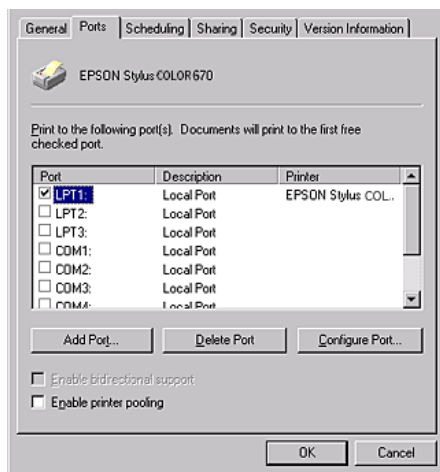 General Ports Scheduling Sharing Security Version Information
EPSON Stylus COLOR 670
Print to the following port(s). Documents will print to the first free
checked port.
Port Description Printer
LPT1: Local Port EPSON Stylus COL..
LPT2: Local Port
LPT3: Local Port
COM1: Local Port
COM2: Local Port
COM3: Local Port
COM4: Local Port
Add Port... Delete Port Configure Port...
Enable bidirectional support
Enable printer pooling
OK Cancel